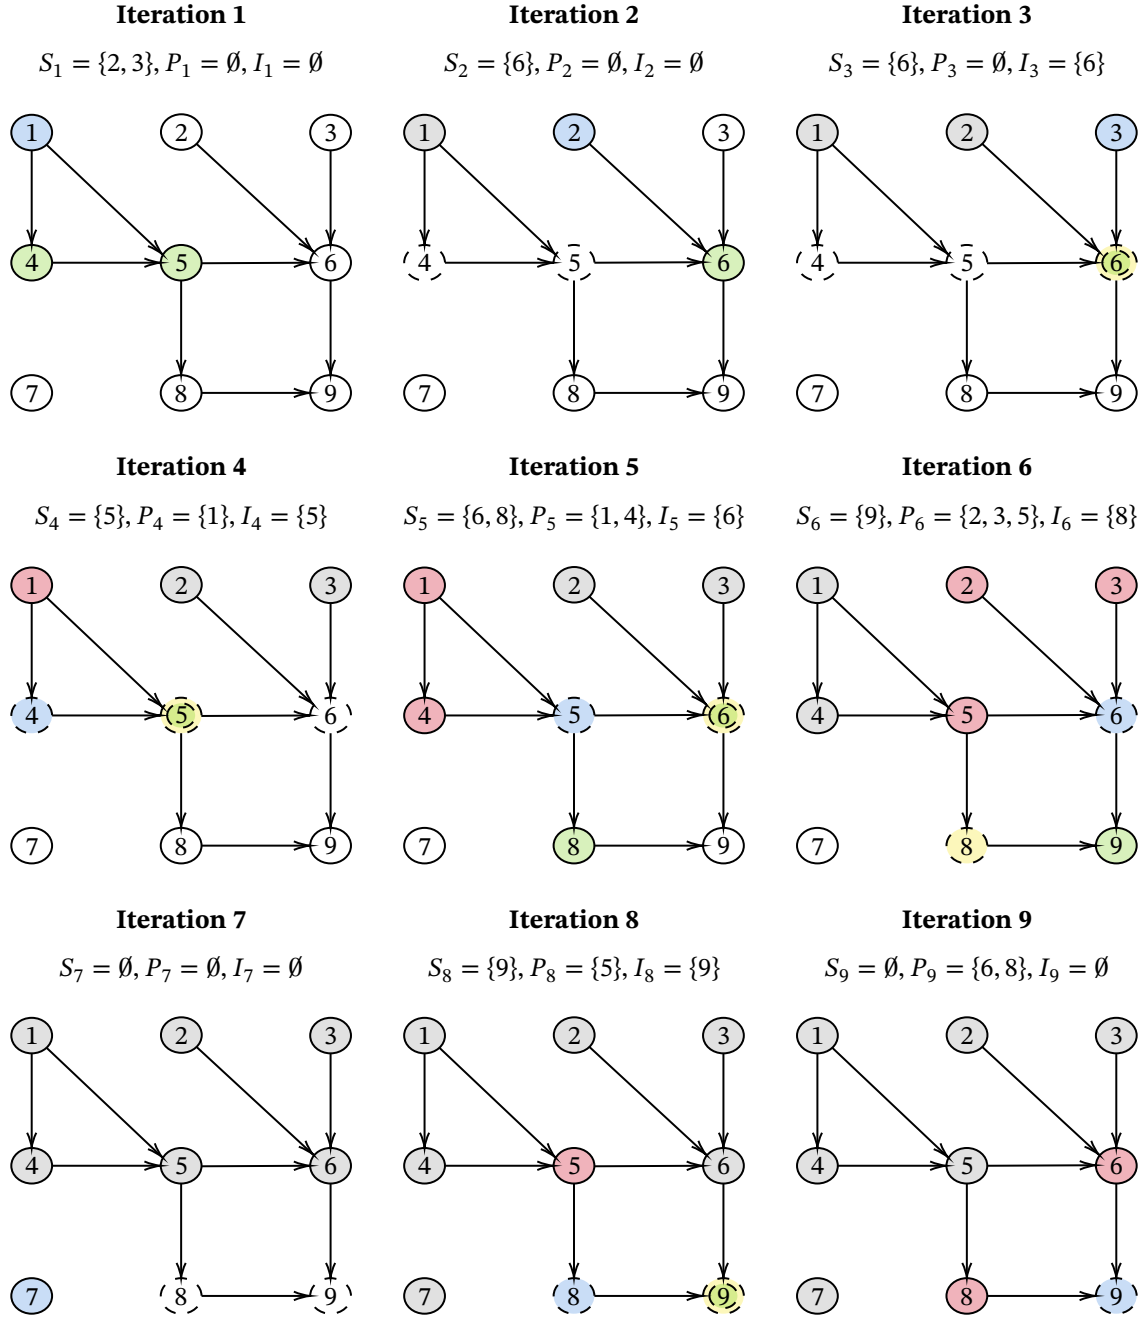 Iteration 1 Iteration 2 Iteration 3
S₁ = {2, 3}, P₁ = ∅, I₁ = ∅ S₂ = {6}, P₂ = ∅, I₂ = ∅ S₃ = {6}, P₃ = ∅, I₃ = {6}
1 2 3 1 2 3 1 2 3
4 5 6 4 5 6 4 5 6
7 8 9 7 8 9 7 8 9
Iteration 4 Iteration 5 Iteration 6
S₄ = {5}, P₄ = {1}, I₄ = {5} S₅ = {6, 8}, P₅ = {1, 4}, I₅ = {6} S₆ = {9}, P₆ = {2, 3, 5}, I₆ = {8}
1 2 3 1 2 3 1 2 3
4 5 6 4 5 6 4 5 6
7 8 9 7 8 9 7 8 9
Iteration 7 Iteration 8 Iteration 9
S₇ = ∅, P₇ = ∅, I₇ = ∅ S₈ = {9}, P₈ = {5}, I₈ = {9} S₉ = ∅, P₉ = {6, 8}, I₉ = ∅
1 2 3 1 2 3 1 2 3
4 5 6 4 5 6 4 5 6
7 8 9 7 8 9 7 8 9